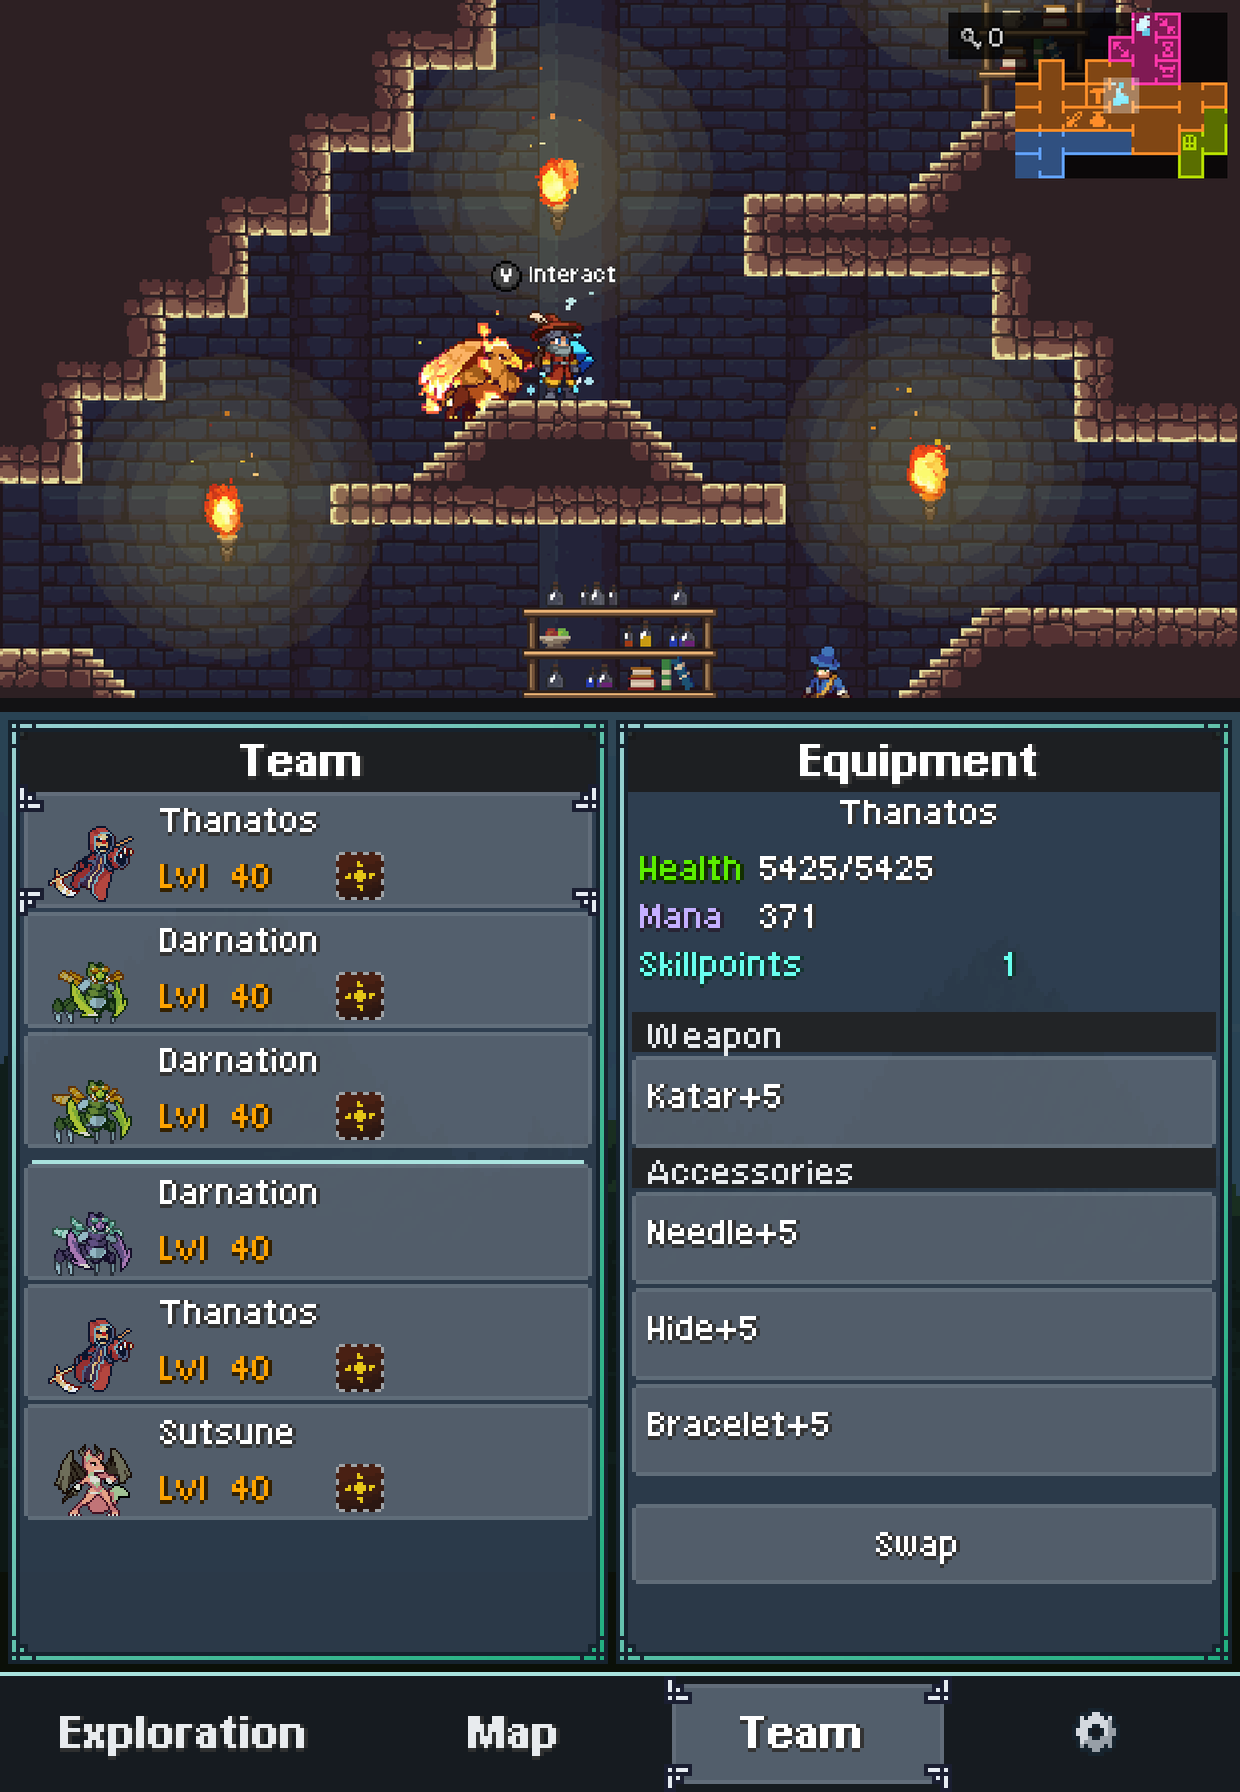 0
Y Interact
Team
Thanatos
Lvl 40
Darnation
Lvl 40
Darnation
Lvl 40
Darnation
Lvl 40
Thanatos
Lvl 40
Sutsune
Lvl 40
Equipment
Thanatos
Health 5425/5425
Mana 371
Skillpoints 1
Weapon
Katar+5
Accessories
Needle+5
Hide+5
Bracelet+5
Swap
Exploration Map Team